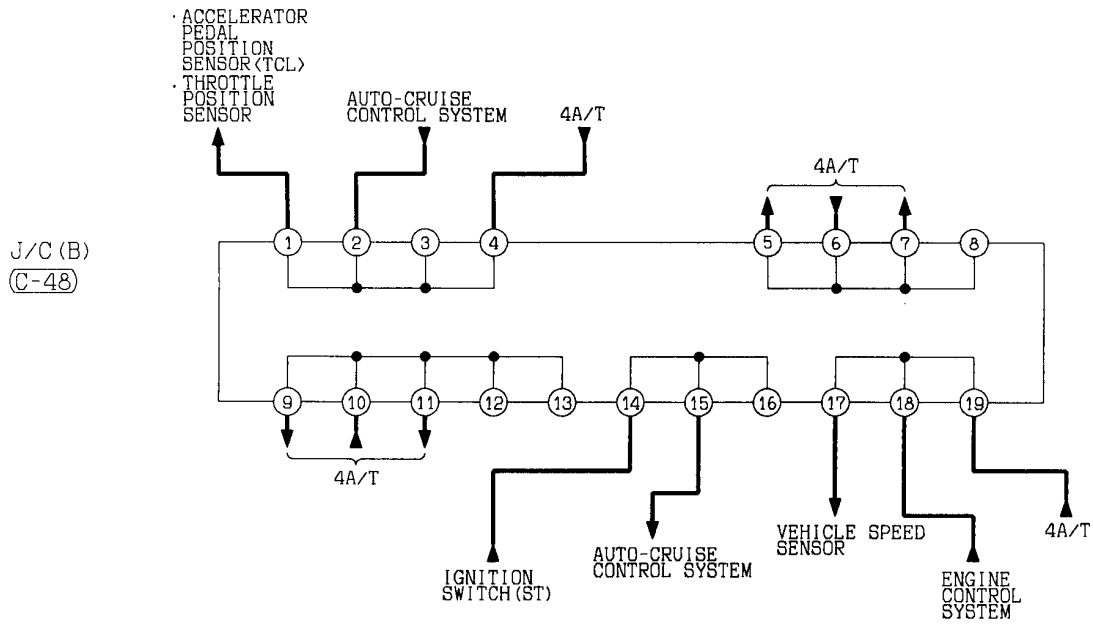 · ACCELERATOR
PEDAL
POSITION
SENSOR<TCL>
· THROTTLE
POSITION
SENSOR
AUTO-CRUISE
CONTROL SYSTEM
4A/T
4A/T
1 2 3 4 5 6 7 8
J/C (B)
C-48
9 10 11 12 13 14 15 16 17 18 19
4A/T
IGNITION
SWITCH(ST)
AUTO-CRUISE
CONTROL SYSTEM
VEHICLE SPEED
SENSOR
ENGINE
CONTROL
SYSTEM
4A/T